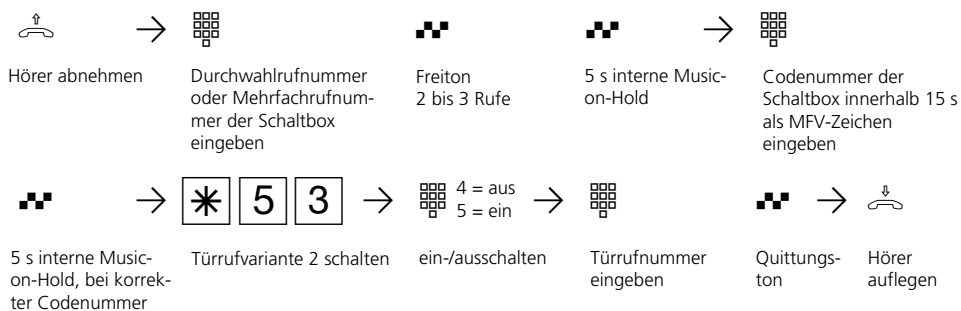 Hörer abnehmen
Durchwahlrufnummer
oder Mehrfachrufnum-
mer der Schaltbox
eingeben
Freiton
2 bis 3 Rufe
5 s interne Music-
on-Hold
Codenummer der
Schaltbox innerhalb 15 s
als MFV-Zeichen
eingeben
5 3
4 = aus
5 = ein
5 s interne Music-
on-Hold, bei korrek-
ter Codenummer
Türrufvariante 2 schalten
ein-/ausschalten
Türrufnummer
eingeben
Quittungs-
ton
Hörer
auflegen